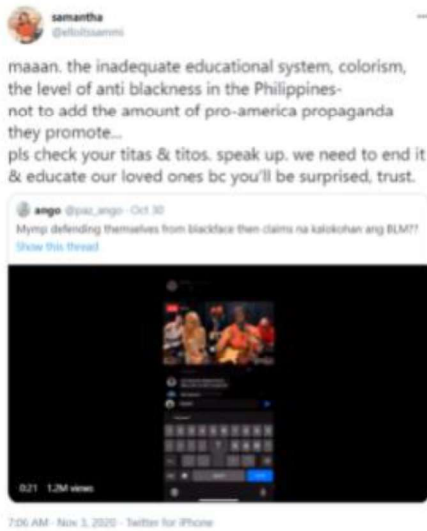 samantha
@elloitssammi
maaan. the inadequate educational system, colorism,
the level of anti blackness in the Philippines-
not to add the amount of pro-america propaganda
they promote...
pls check your titas & titos. speak up. we need to end it
& educate our loved ones bc you'll be surprised, trust.
ango @paz_ango · Oct 30
Mymp defending themselves from blackface then claims na kalokohan ang BLM??
Show this thread
0:21 1.2M views
7:06 AM · Nov 3, 2020 · Twitter for iPhone